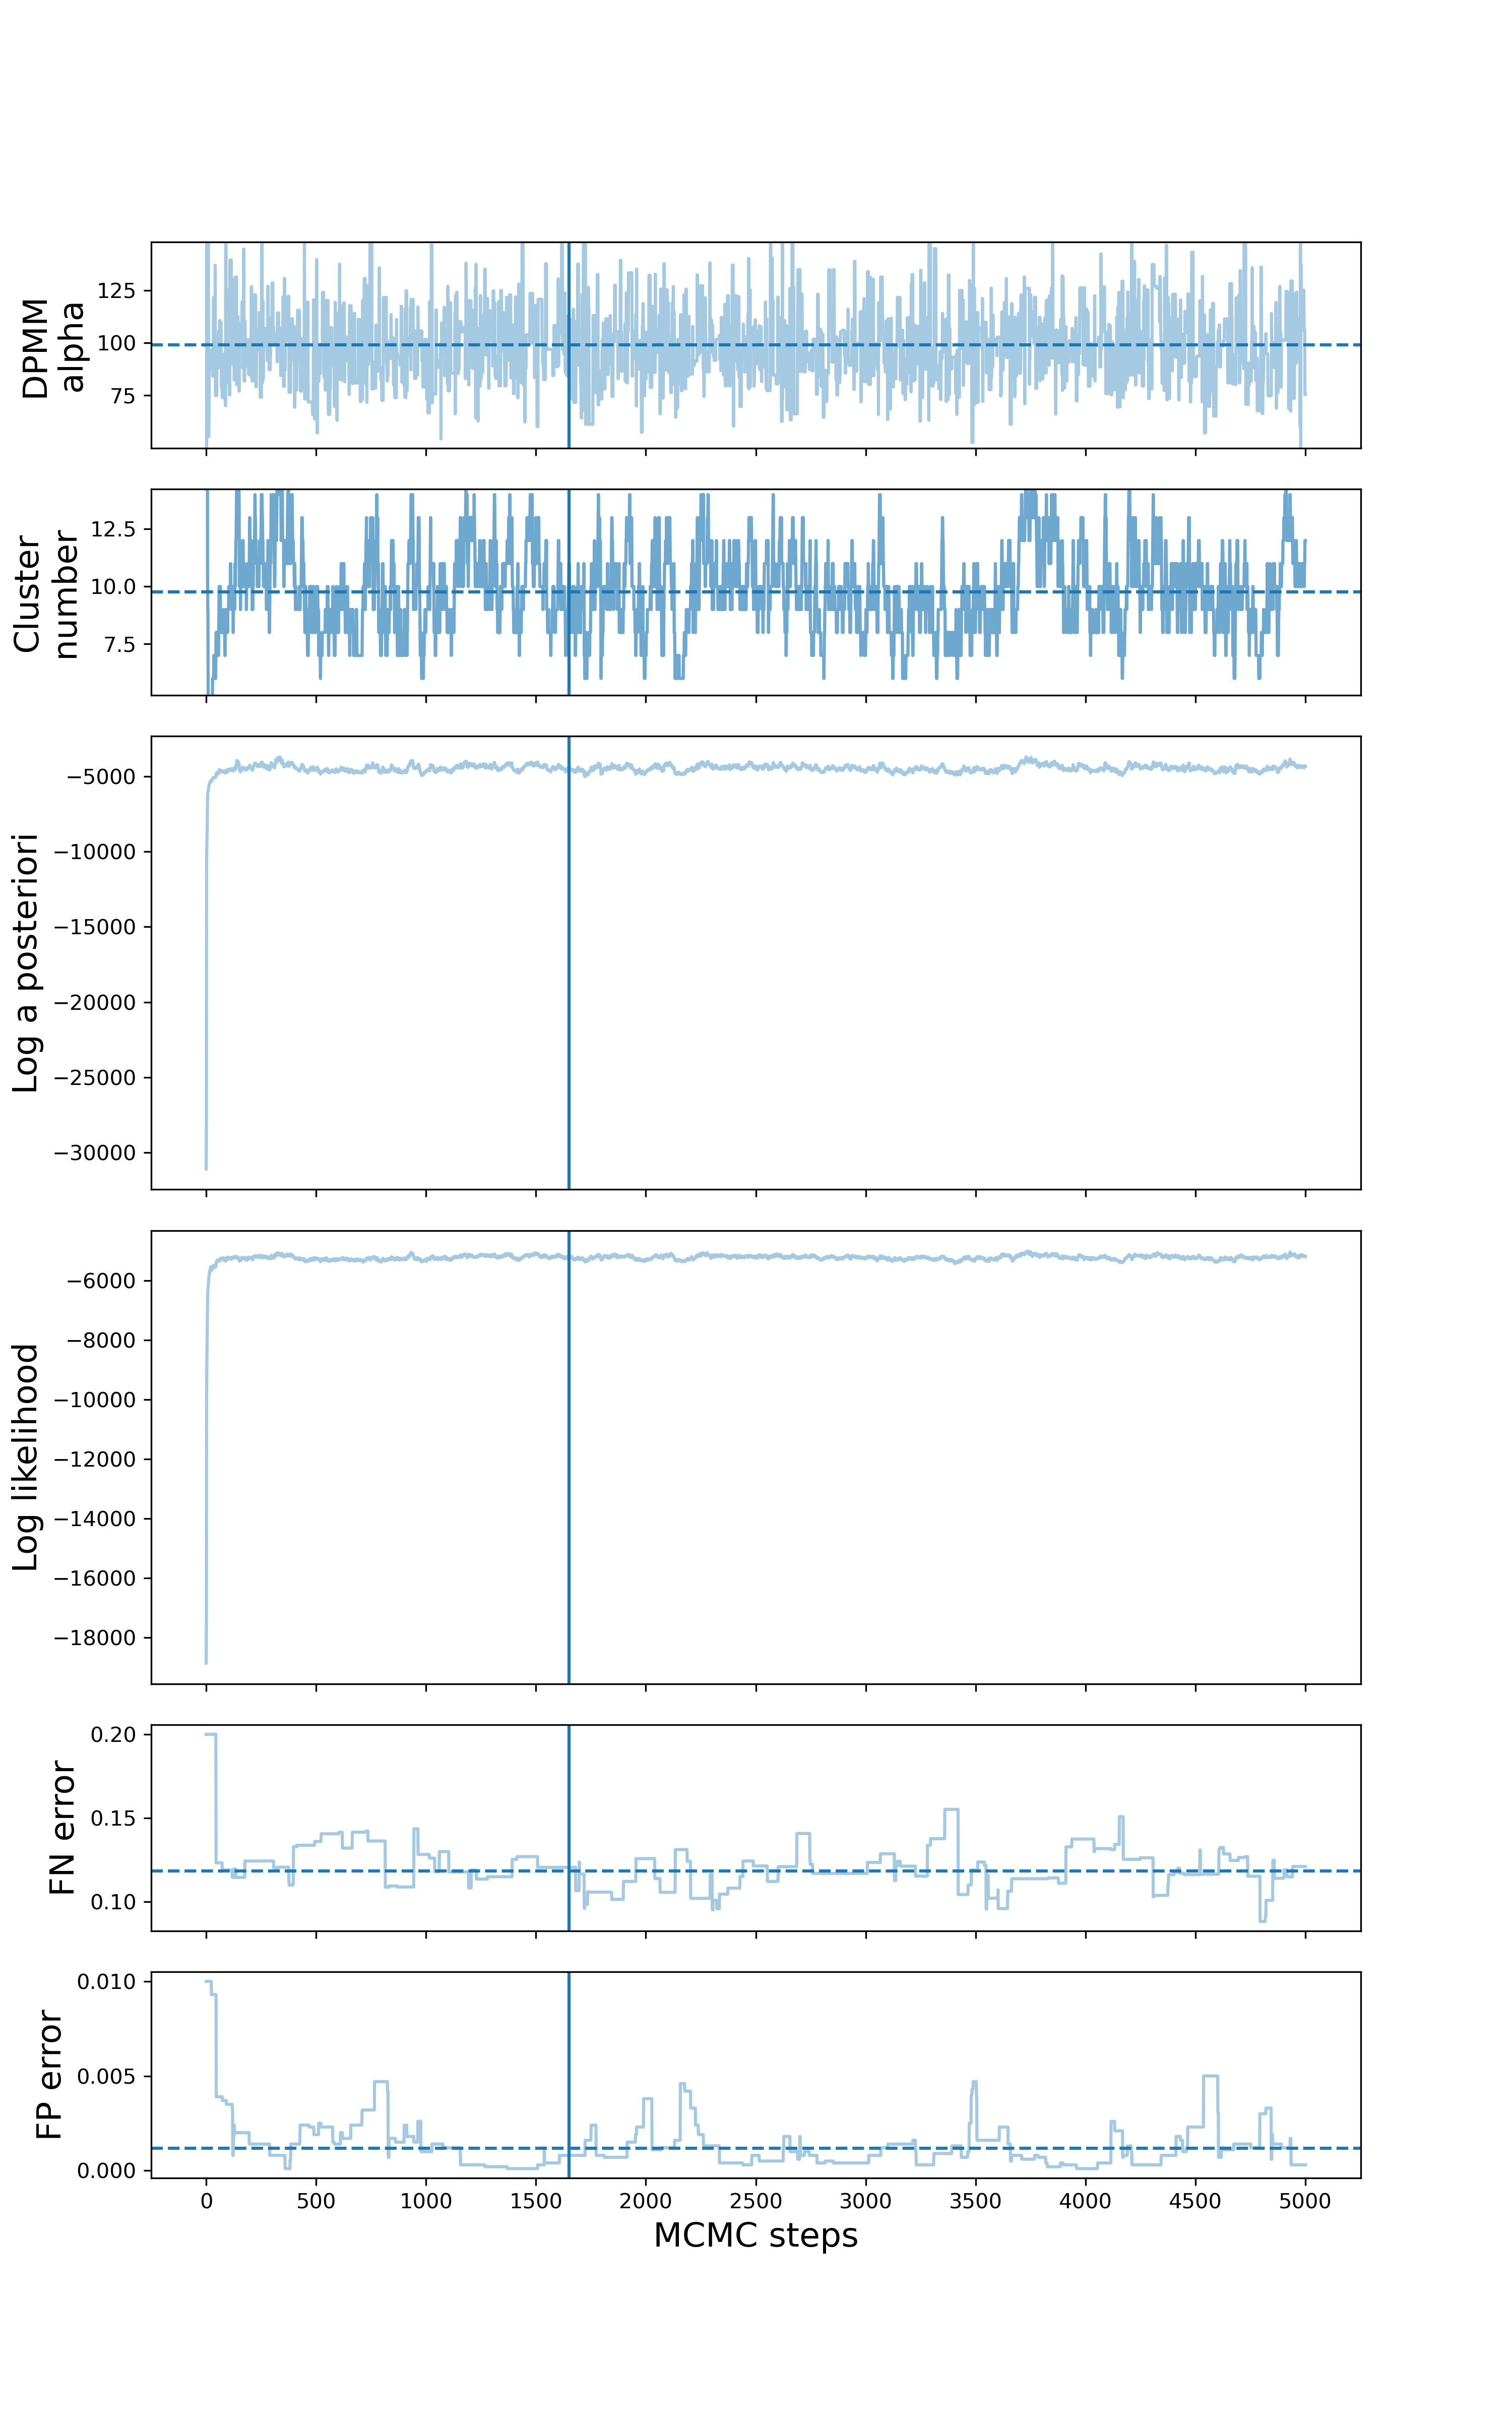 DPMM
alpha
125
100
75
Cluster
number
12.5
10.0
7.5
Log a posteriori
−5000
−10000
−15000
−20000
−25000
−30000
Log likelihood
−6000
−8000
−10000
−12000
−14000
−16000
−18000
FN error
0.20
0.15
0.10
FP error
0.010
0.005
0.000
0 500 1000 1500 2000 2500 3000 3500 4000 4500 5000
MCMC steps